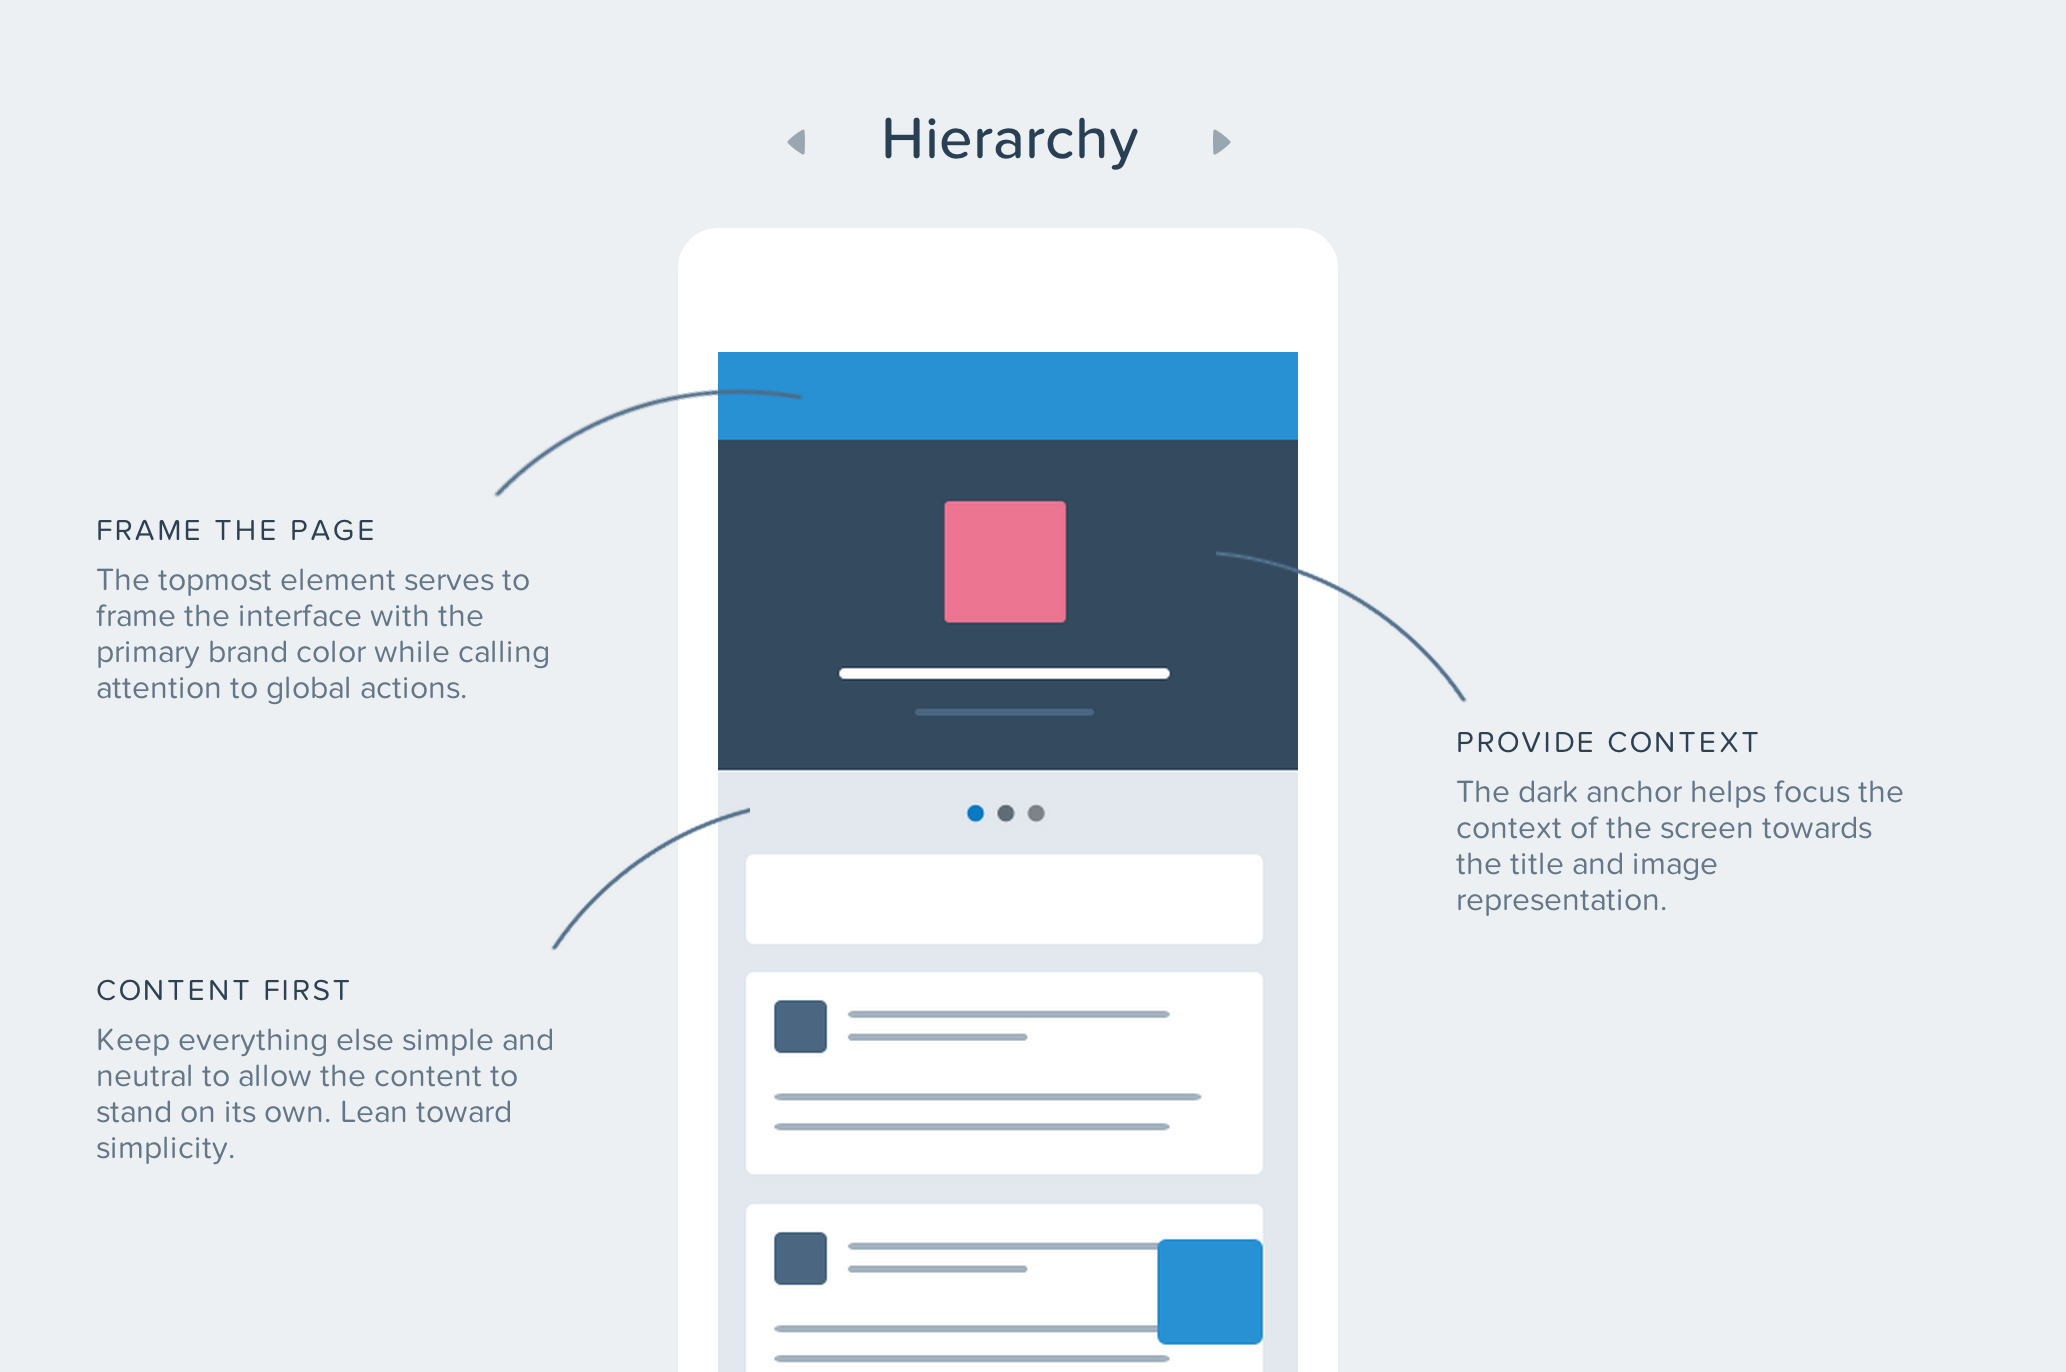 Hierarchy
FRAME THE PAGE
The topmost element serves to
frame the interface with the
primary brand color while calling
attention to global actions.
PROVIDE CONTEXT
The dark anchor helps focus the
context of the screen towards
the title and image
representation.
CONTENT FIRST
Keep everything else simple and
neutral to allow the content to
stand on its own. Lean toward
simplicity.